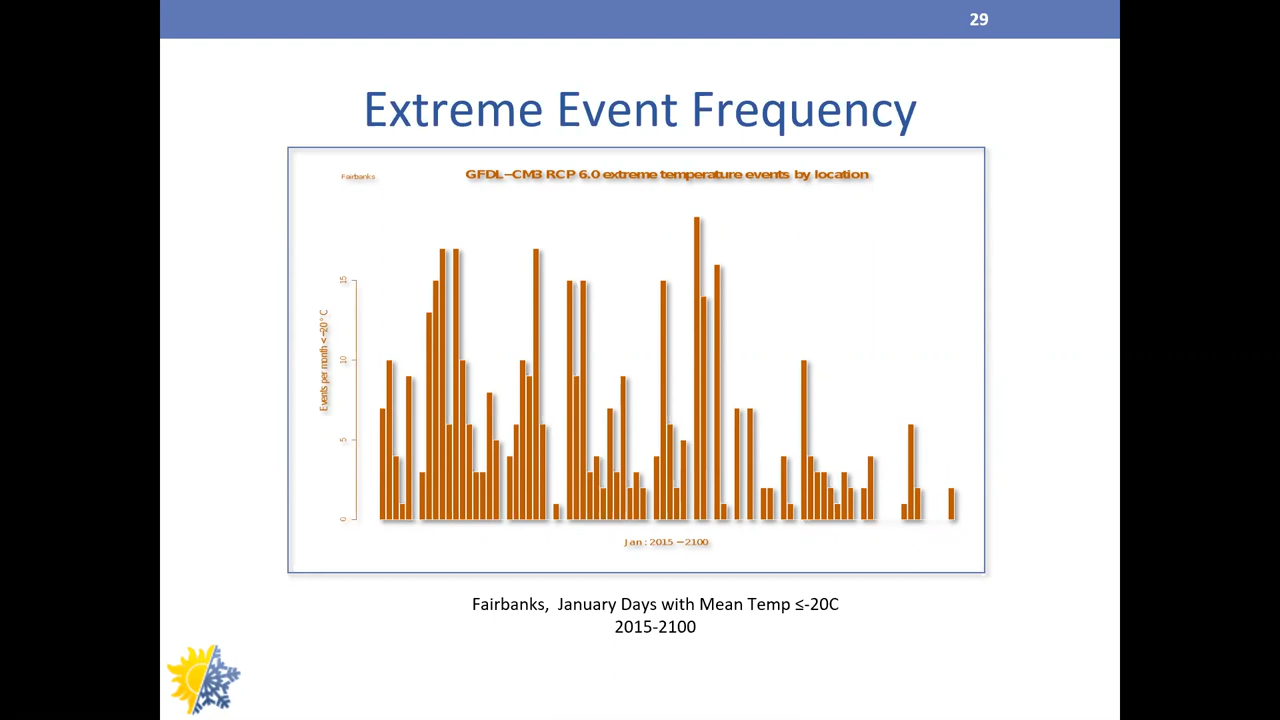 29
Extreme Event Frequency
Fairbanks
GFDL−CM3 RCP 6.0 extreme temperature events by location
Events per month < −20° C
15
10
5
0
Jan : 2015 − 2100
Fairbanks, January Days with Mean Temp ≤-20C
2015-2100